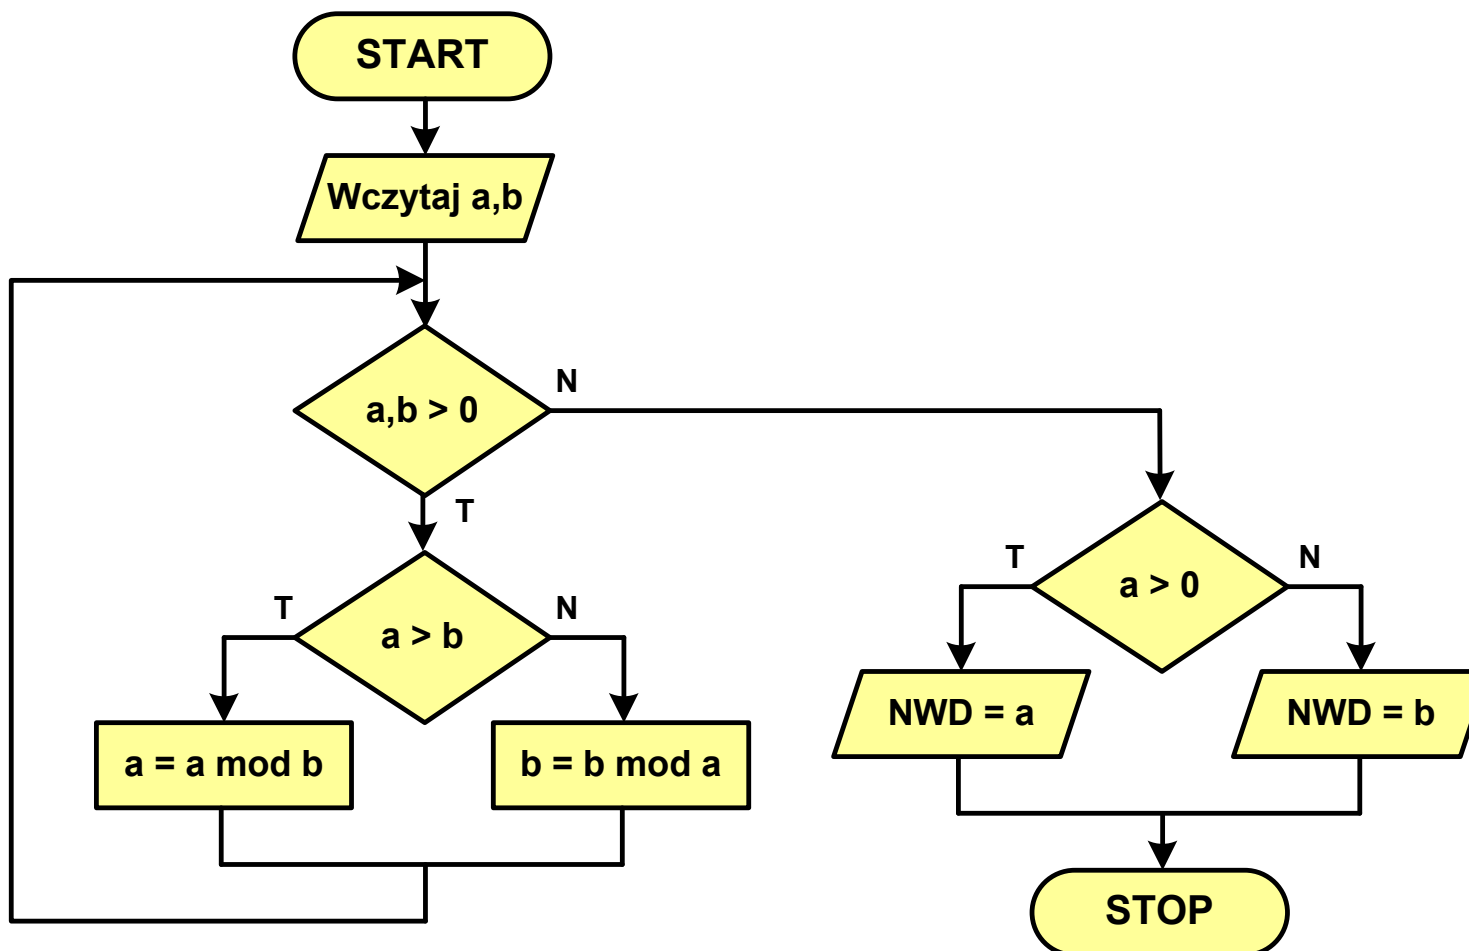 START
Wczytaj a,b
a,b > 0
N
T
a > b
T
N
a = a mod b
b = b mod a
a > 0
T
N
NWD = a
NWD = b
STOP